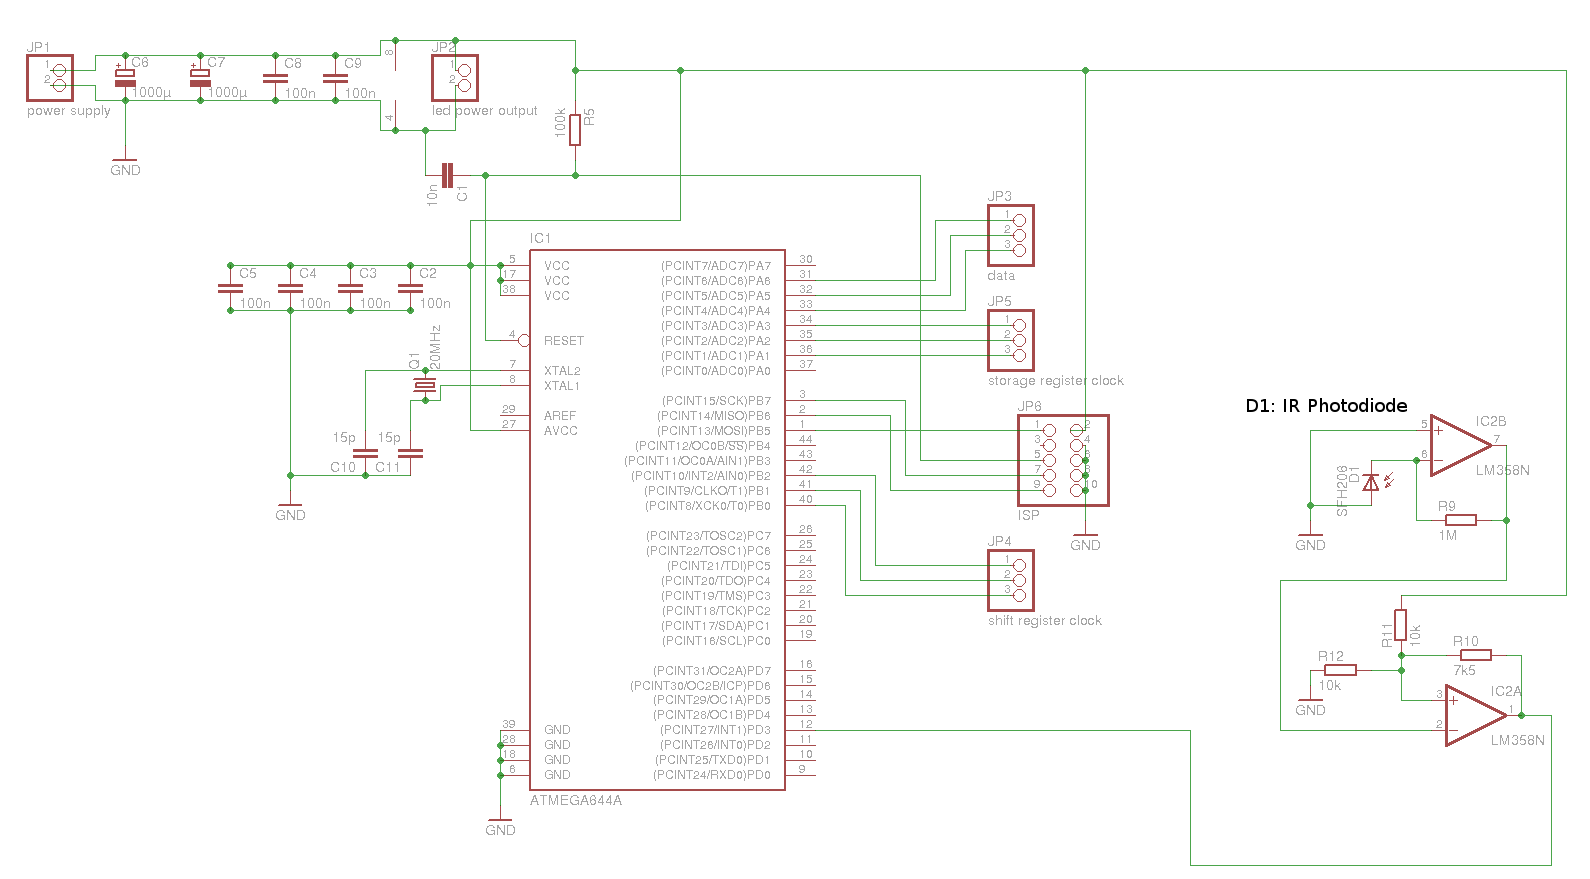 JP1
1
2
power supply
C6
1000µ
C7
1000µ
C8
100n
C9
100n
8
4
JP2
1
2
led power output
GND
10n
C1
100k
R5
C5
100n
C4
100n
C3
100n
C2
100n
Q1
20MHz
15p
C10
15p
C11
GND
IC1
5 VCC
17 VCC
38 VCC
4 RESET
7 XTAL2
8 XTAL1
29 AREF
27 AVCC
39 GND
28 GND
18 GND
6 GND
GND
(PCINT7/ADC7)PA7 30
(PCINT6/ADC6)PA6 31
(PCINT5/ADC5)PA5 32
(PCINT4/ADC4)PA4 33
(PCINT3/ADC3)PA3 34
(PCINT2/ADC2)PA2 35
(PCINT1/ADC1)PA1 36
(PCINT0/ADC0)PA0 37
(PCINT15/SCK)PB7 3
(PCINT14/MISO)PB6 2
(PCINT13/MOSI)PB5 1
(PCINT12/OC0B/SS)PB4 44
(PCINT11/OC0A/AIN1)PB3 43
(PCINT10/INT2/AIN0)PB2 42
(PCINT9/CLKO/T1)PB1 41
(PCINT8/XCK0/T0)PB0 40
(PCINT23/TOSC2)PC7 26
(PCINT22/TOSC1)PC6 25
(PCINT21/TDI)PC5 24
(PCINT20/TDO)PC4 23
(PCINT19/TMS)PC3 22
(PCINT18/TCK)PC2 21
(PCINT17/SDA)PC1 20
(PCINT16/SCL)PC0 19
(PCINT31/OC2A)PD7 16
(PCINT30/OC2B/ICP)PD6 15
(PCINT29/OC1A)PD5 14
(PCINT28/OC1B)PD4 13
(PCINT27/INT1)PD3 12
(PCINT26/INT0)PD2 11
(PCINT25/TXD0)PD1 10
(PCINT24/RXD0)PD0 9
ATMEGA644A
JP3
1
2
3
data
JP5
1
2
3
storage register clock
JP6
1 2
3 4
5 6
7 8
9 10
ISP
GND
JP4
1
2
3
shift register clock
D1: IR Photodiode
SFH206
D1
GND
IC2B
5
6
7
LM358N
R9
1M
R11
10k
R12
10k
GND
R10
7k5
IC2A
3
2
1
LM358N